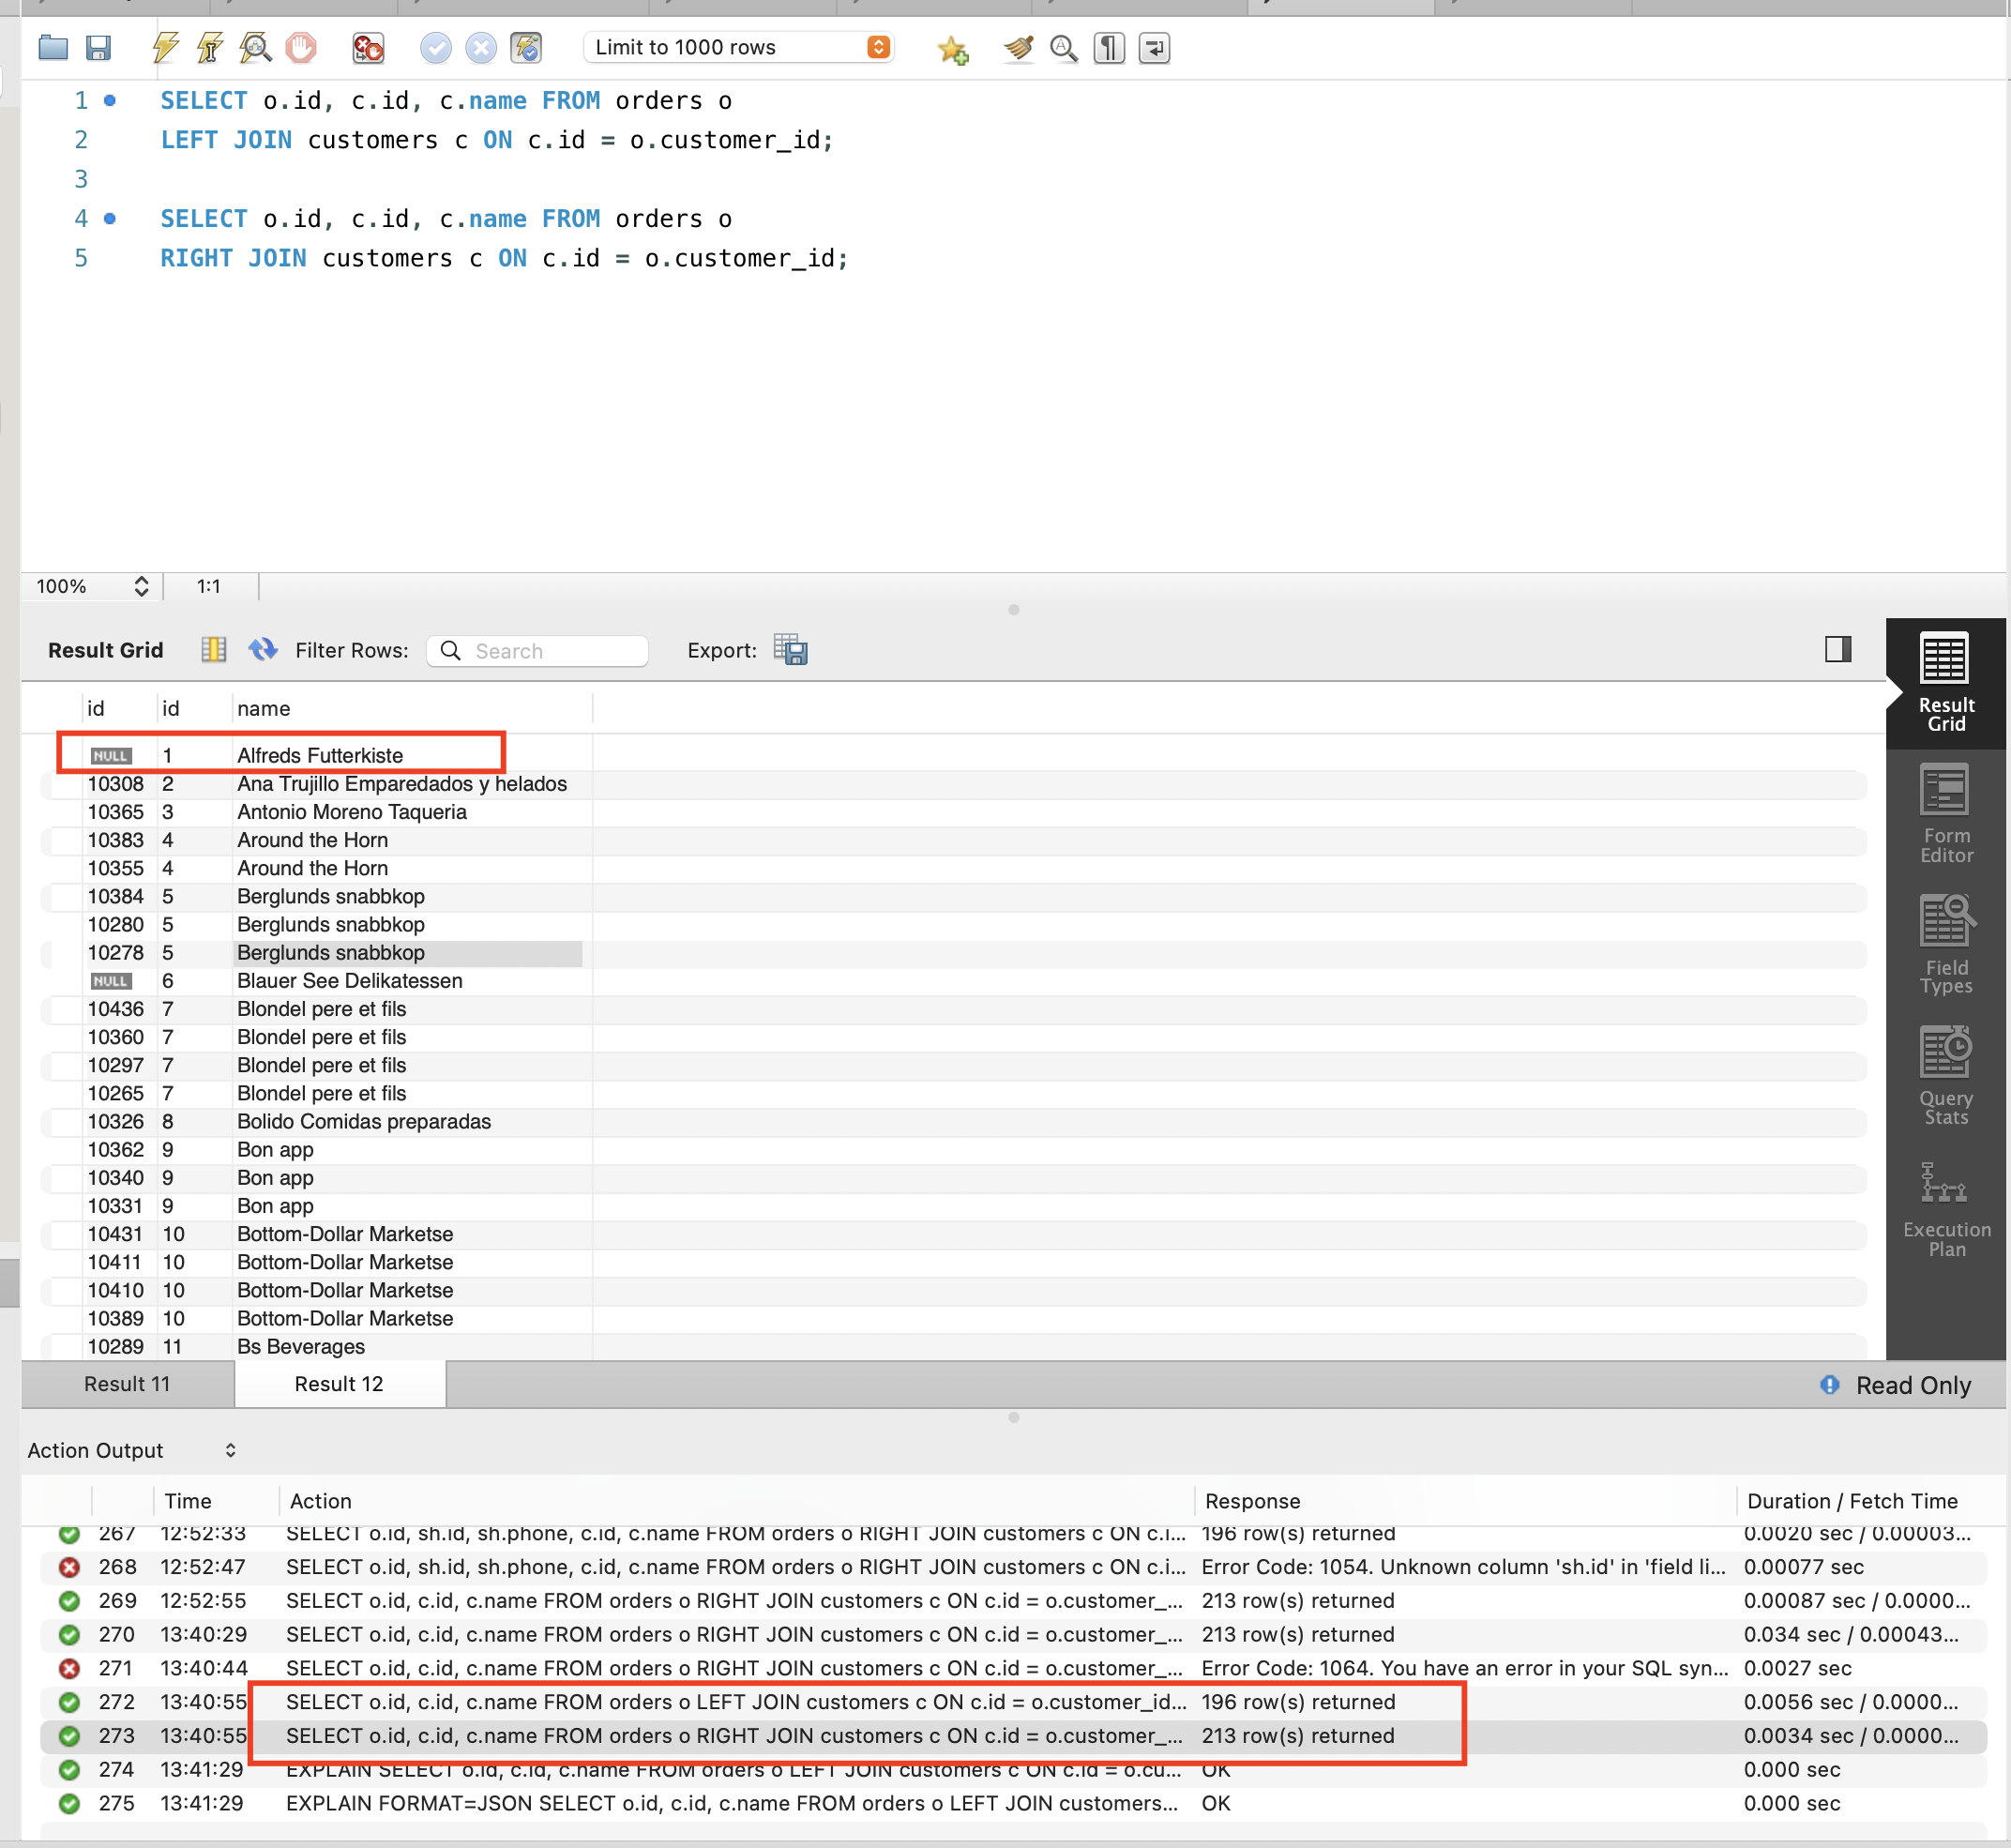 Limit to 1000 rows
1 SELECT o.id, c.id, c.name FROM orders o
2 LEFT JOIN customers c ON c.id = o.customer_id;
3
4 SELECT o.id, c.id, c.name FROM orders o
5 RIGHT JOIN customers c ON c.id = o.customer_id;
100% 1:1
Result Grid Filter Rows: Search Export:
id id name
NULL 1 Alfreds Futterkiste
10308 2 Ana Trujillo Emparedados y helados
10365 3 Antonio Moreno Taqueria
10383 4 Around the Horn
10355 4 Around the Horn
10384 5 Berglunds snabbkop
10280 5 Berglunds snabbkop
10278 5 Berglunds snabbkop
NULL 6 Blauer See Delikatessen
10436 7 Blondel pere et fils
10360 7 Blondel pere et fils
10297 7 Blondel pere et fils
10265 7 Blondel pere et fils
10326 8 Bolido Comidas preparadas
10362 9 Bon app
10340 9 Bon app
10331 9 Bon app
10431 10 Bottom-Dollar Marketse
10411 10 Bottom-Dollar Marketse
10410 10 Bottom-Dollar Marketse
10389 10 Bottom-Dollar Marketse
10289 11 Bs Beverages
Result
Grid
Form
Editor
Field
Types
Query
Stats
Execution
Plan
Result 11 Result 12 Read Only
Action Output
Time Action Response Duration / Fetch Time
267 12:52:33 SELECT o.id, sh.id, sh.phone, c.id, c.name FROM orders o RIGHT JOIN customers c ON c.i... 196 row(s) returned 0.0020 sec / 0.00003...
268 12:52:47 SELECT o.id, sh.id, sh.phone, c.id, c.name FROM orders o RIGHT JOIN customers c ON c.i... Error Code: 1054. Unknown column 'sh.id' in 'field li... 0.00077 sec
269 12:52:55 SELECT o.id, c.id, c.name FROM orders o RIGHT JOIN customers c ON c.id = o.customer_... 213 row(s) returned 0.00087 sec / 0.0000...
270 13:40:29 SELECT o.id, c.id, c.name FROM orders o RIGHT JOIN customers c ON c.id = o.customer_... 213 row(s) returned 0.034 sec / 0.00043...
271 13:40:44 SELECT o.id, c.id, c.name FROM orders o RIGHT JOIN customers c ON c.id = o.customer_... Error Code: 1064. You have an error in your SQL syn... 0.0027 sec
272 13:40:55 SELECT o.id, c.id, c.name FROM orders o LEFT JOIN customers c ON c.id = o.customer_id... 196 row(s) returned 0.0056 sec / 0.0000...
273 13:40:55 SELECT o.id, c.id, c.name FROM orders o RIGHT JOIN customers c ON c.id = o.customer_... 213 row(s) returned 0.0034 sec / 0.0000...
274 13:41:29 EXPLAIN SELECT o.id, c.id, c.name FROM orders o LEFT JOIN customers c ON c.id = o.cu... OK 0.000 sec
275 13:41:29 EXPLAIN FORMAT=JSON SELECT o.id, c.id, c.name FROM orders o LEFT JOIN customers... OK 0.000 sec